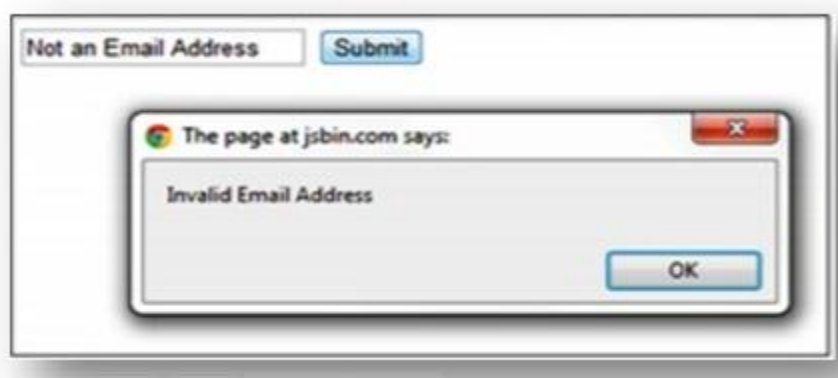 Not an Email Address Submit
The page at jsbin.com says:
Invalid Email Address
OK